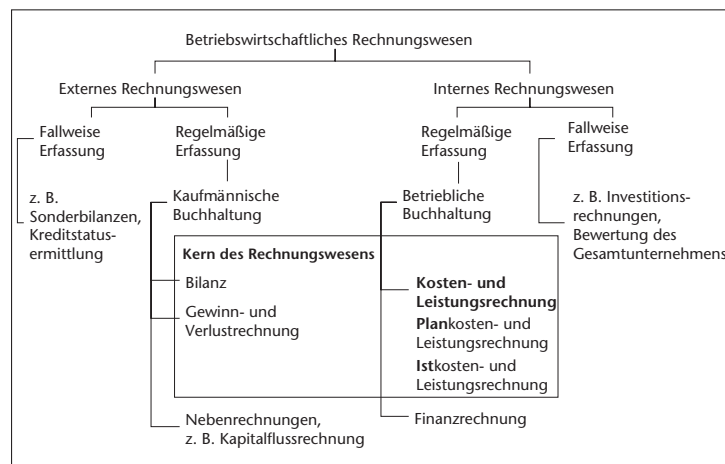 Betriebswirtschaftliches Rechnungswesen
Externes Rechnungswesen
Internes Rechnungswesen
Fallweise
Erfassung
Regelmäßige
Erfassung
Regelmäßige
Erfassung
Fallweise
Erfassung
z. B.
Sonderbilanzen,
Kreditstatus-
ermittlung
Kaufmännische
Buchhaltung
Betriebliche
Buchhaltung
z. B. Investitions-
rechnungen,
Bewertung des
Gesamtunternehmens
Kern des Rechnungswesens
Bilanz
Gewinn- und
Verlustrechnung
Kosten- und
Leistungsrechnung
Plankosten- und
Leistungsrechnung
Istkosten- und
Leistungsrechnung
Nebenrechnungen,
z. B. Kapitalflussrechnung
Finanzrechnung